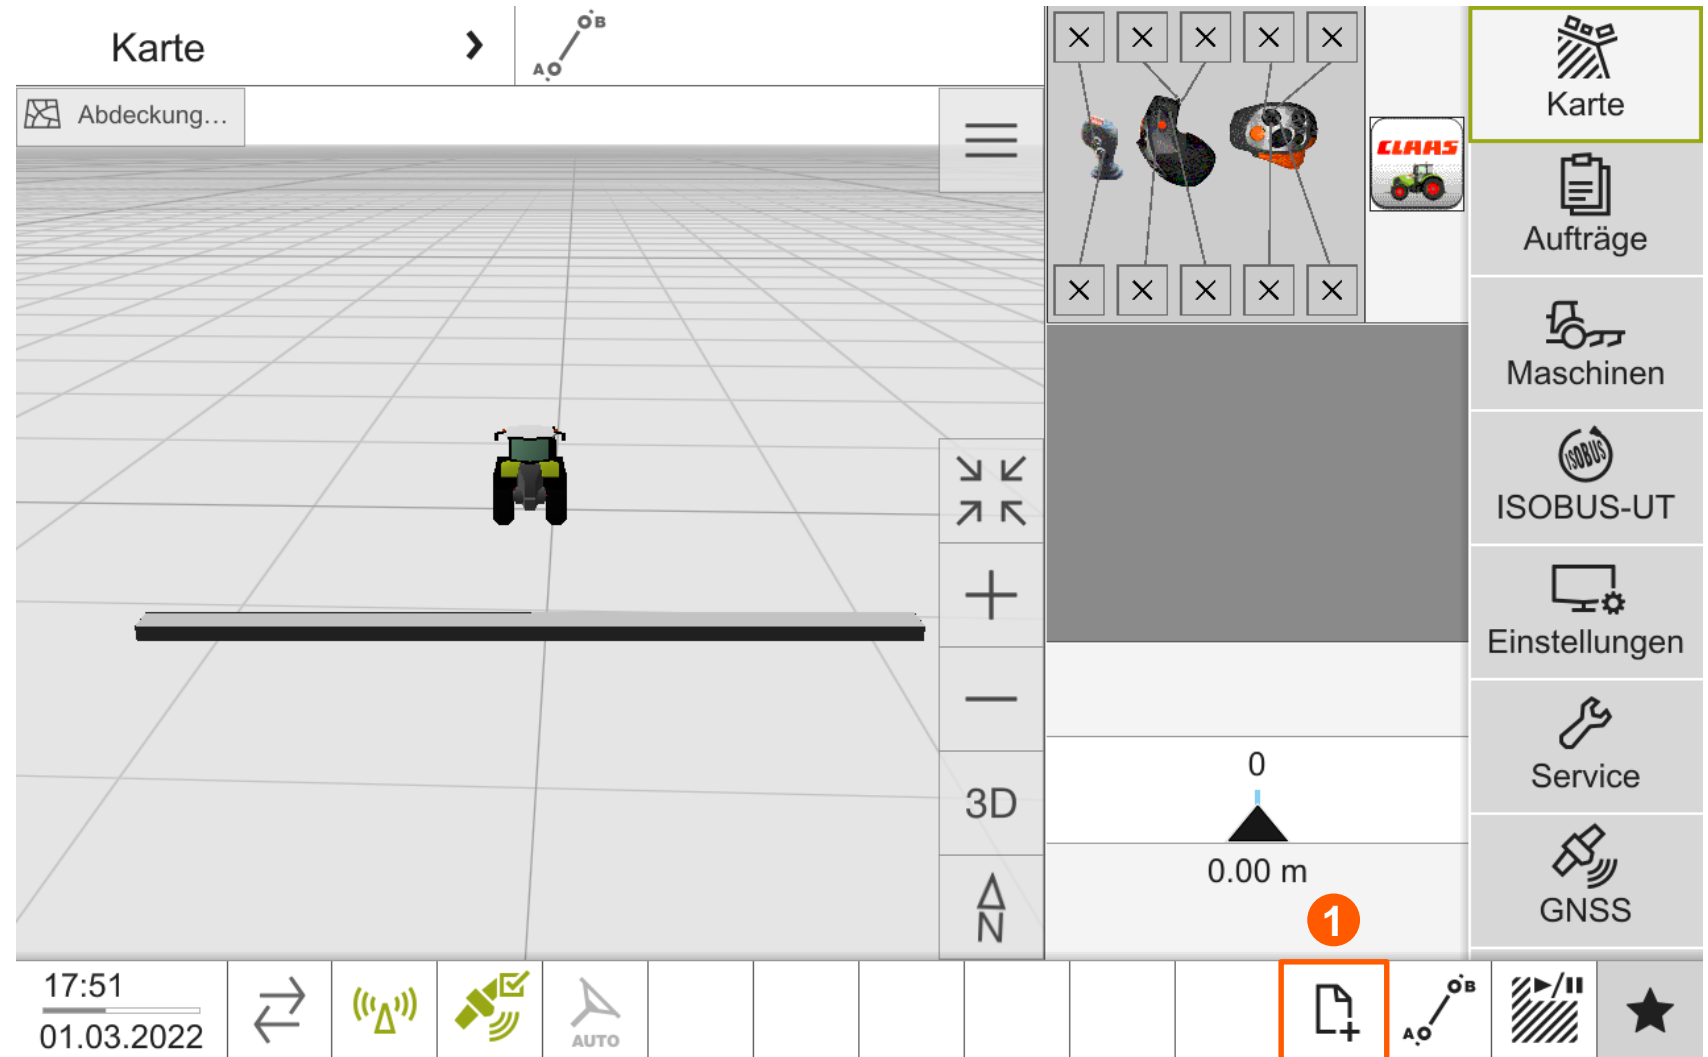 Karte
B
A
Abdeckung...
CLAAS
Karte
Aufträge
Maschinen
ISOBUS
ISOBUS-UT
Einstellungen
Service
GNSS
3D
N
0
0.00 m
1
17:51
01.03.2022
AUTO
B
A